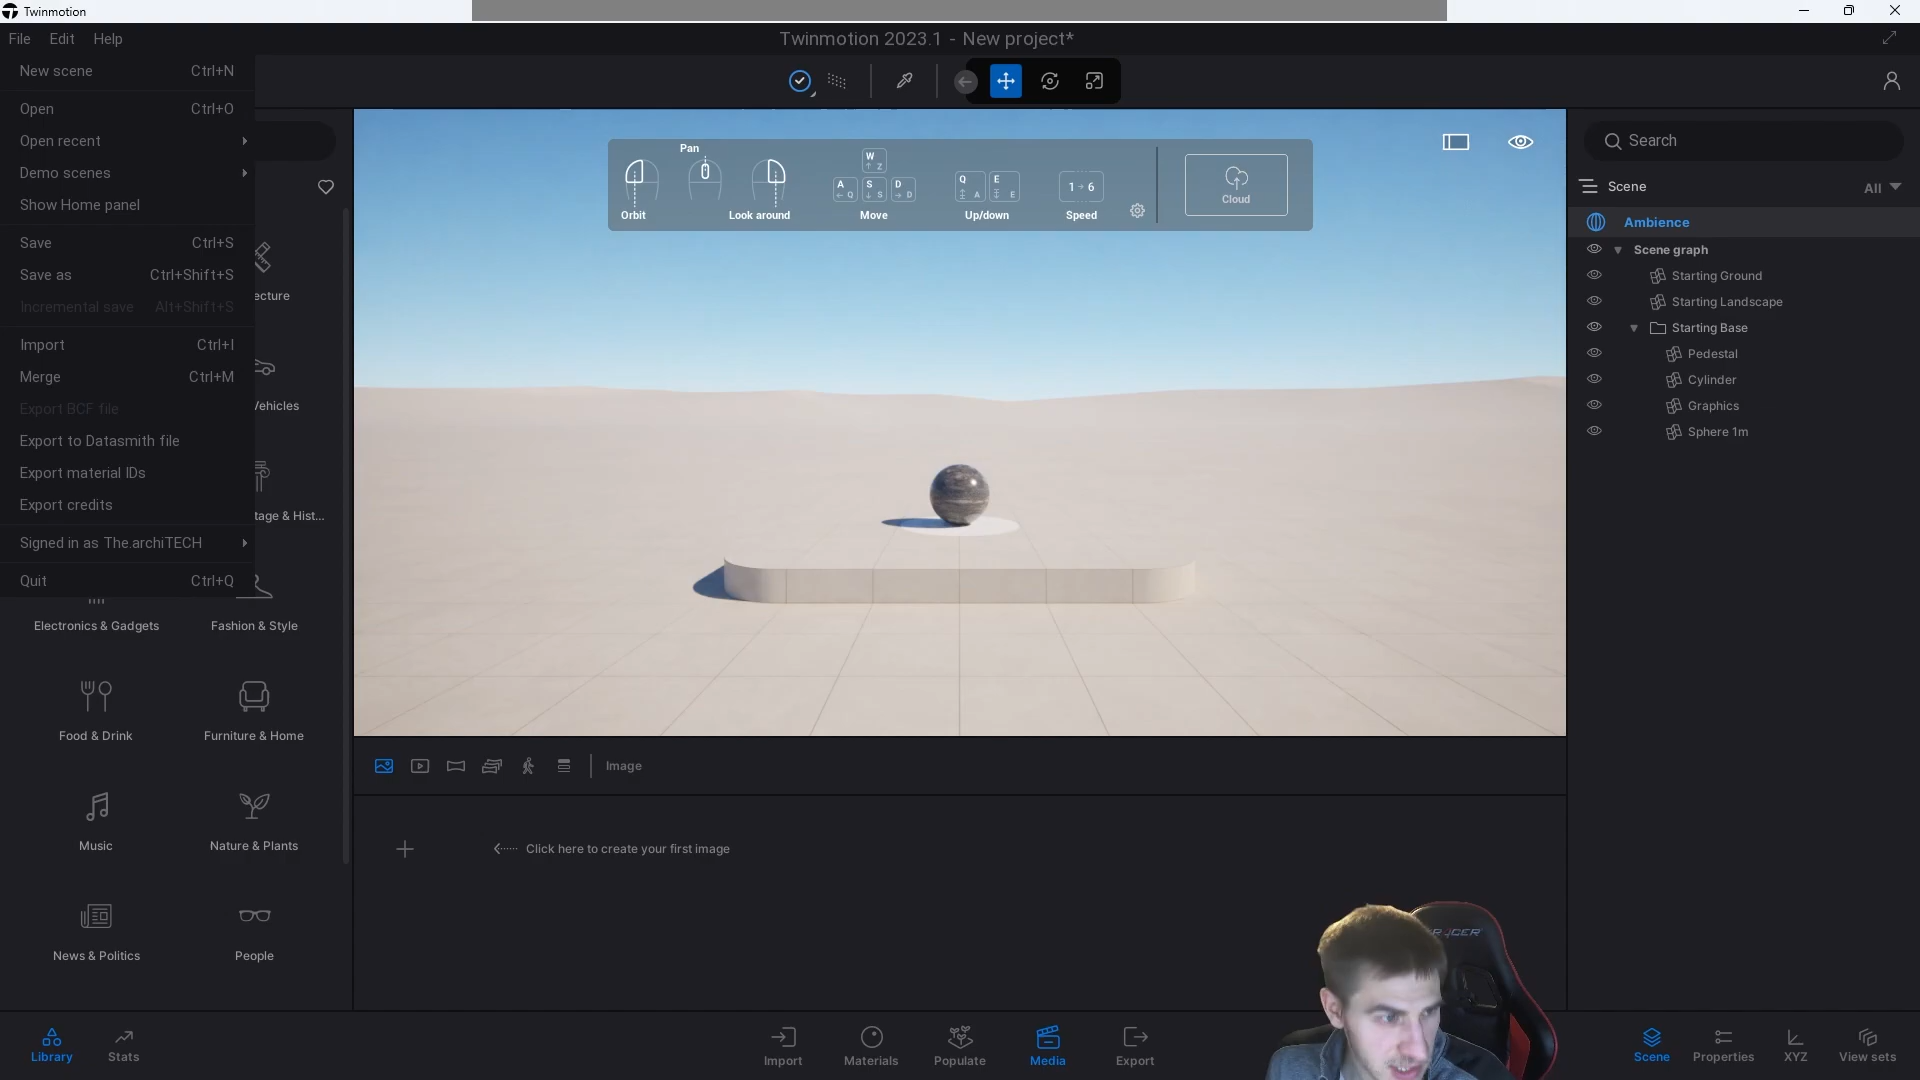 Twinmotion
File Edit Help
Twinmotion 2023.1 - New project*
New scene Ctrl+N
Open Ctrl+O
Open recent
Demo scenes
Show Home panel
Save Ctrl+S
Save as Ctrl+Shift+S
Incremental save Alt+Shift+S
Import Ctrl+I
Merge Ctrl+M
Export BCF file
Export to Datasmith file
Export material IDs
Export credits
Signed in as The.archiTECH
Quit Ctrl+Q
ecture
Vehicles
tage & Hist...
Electronics & Gadgets
Fashion & Style
Food & Drink
Furniture & Home
Music
Nature & Plants
News & Politics
People
Pan
Orbit
Look around
W Z
A Q S S D D
Move
Q A E E
Up/down
1 6
Speed
Cloud
Image
Click here to create your first image
Search
Scene All
Ambience
Scene graph
Starting Ground
Starting Landscape
Starting Base
Pedestal
Cylinder
Graphics
Sphere 1m
Library
Stats
Import
Materials
Populate
Media
Export
Scene
Properties
XYZ
View sets